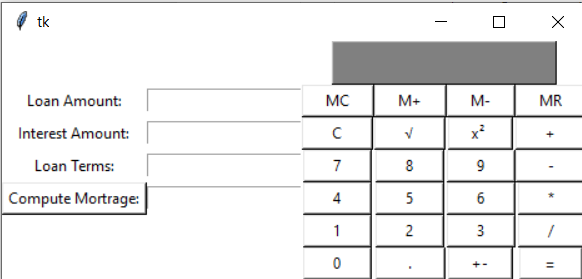 tk
Loan Amount: MC M+ M- MR
Interest Amount: C √ x² +
Loan Terms: 7 8 9 -
Compute Mortrage: 4 5 6 *
1 2 3 /
0 . +- =